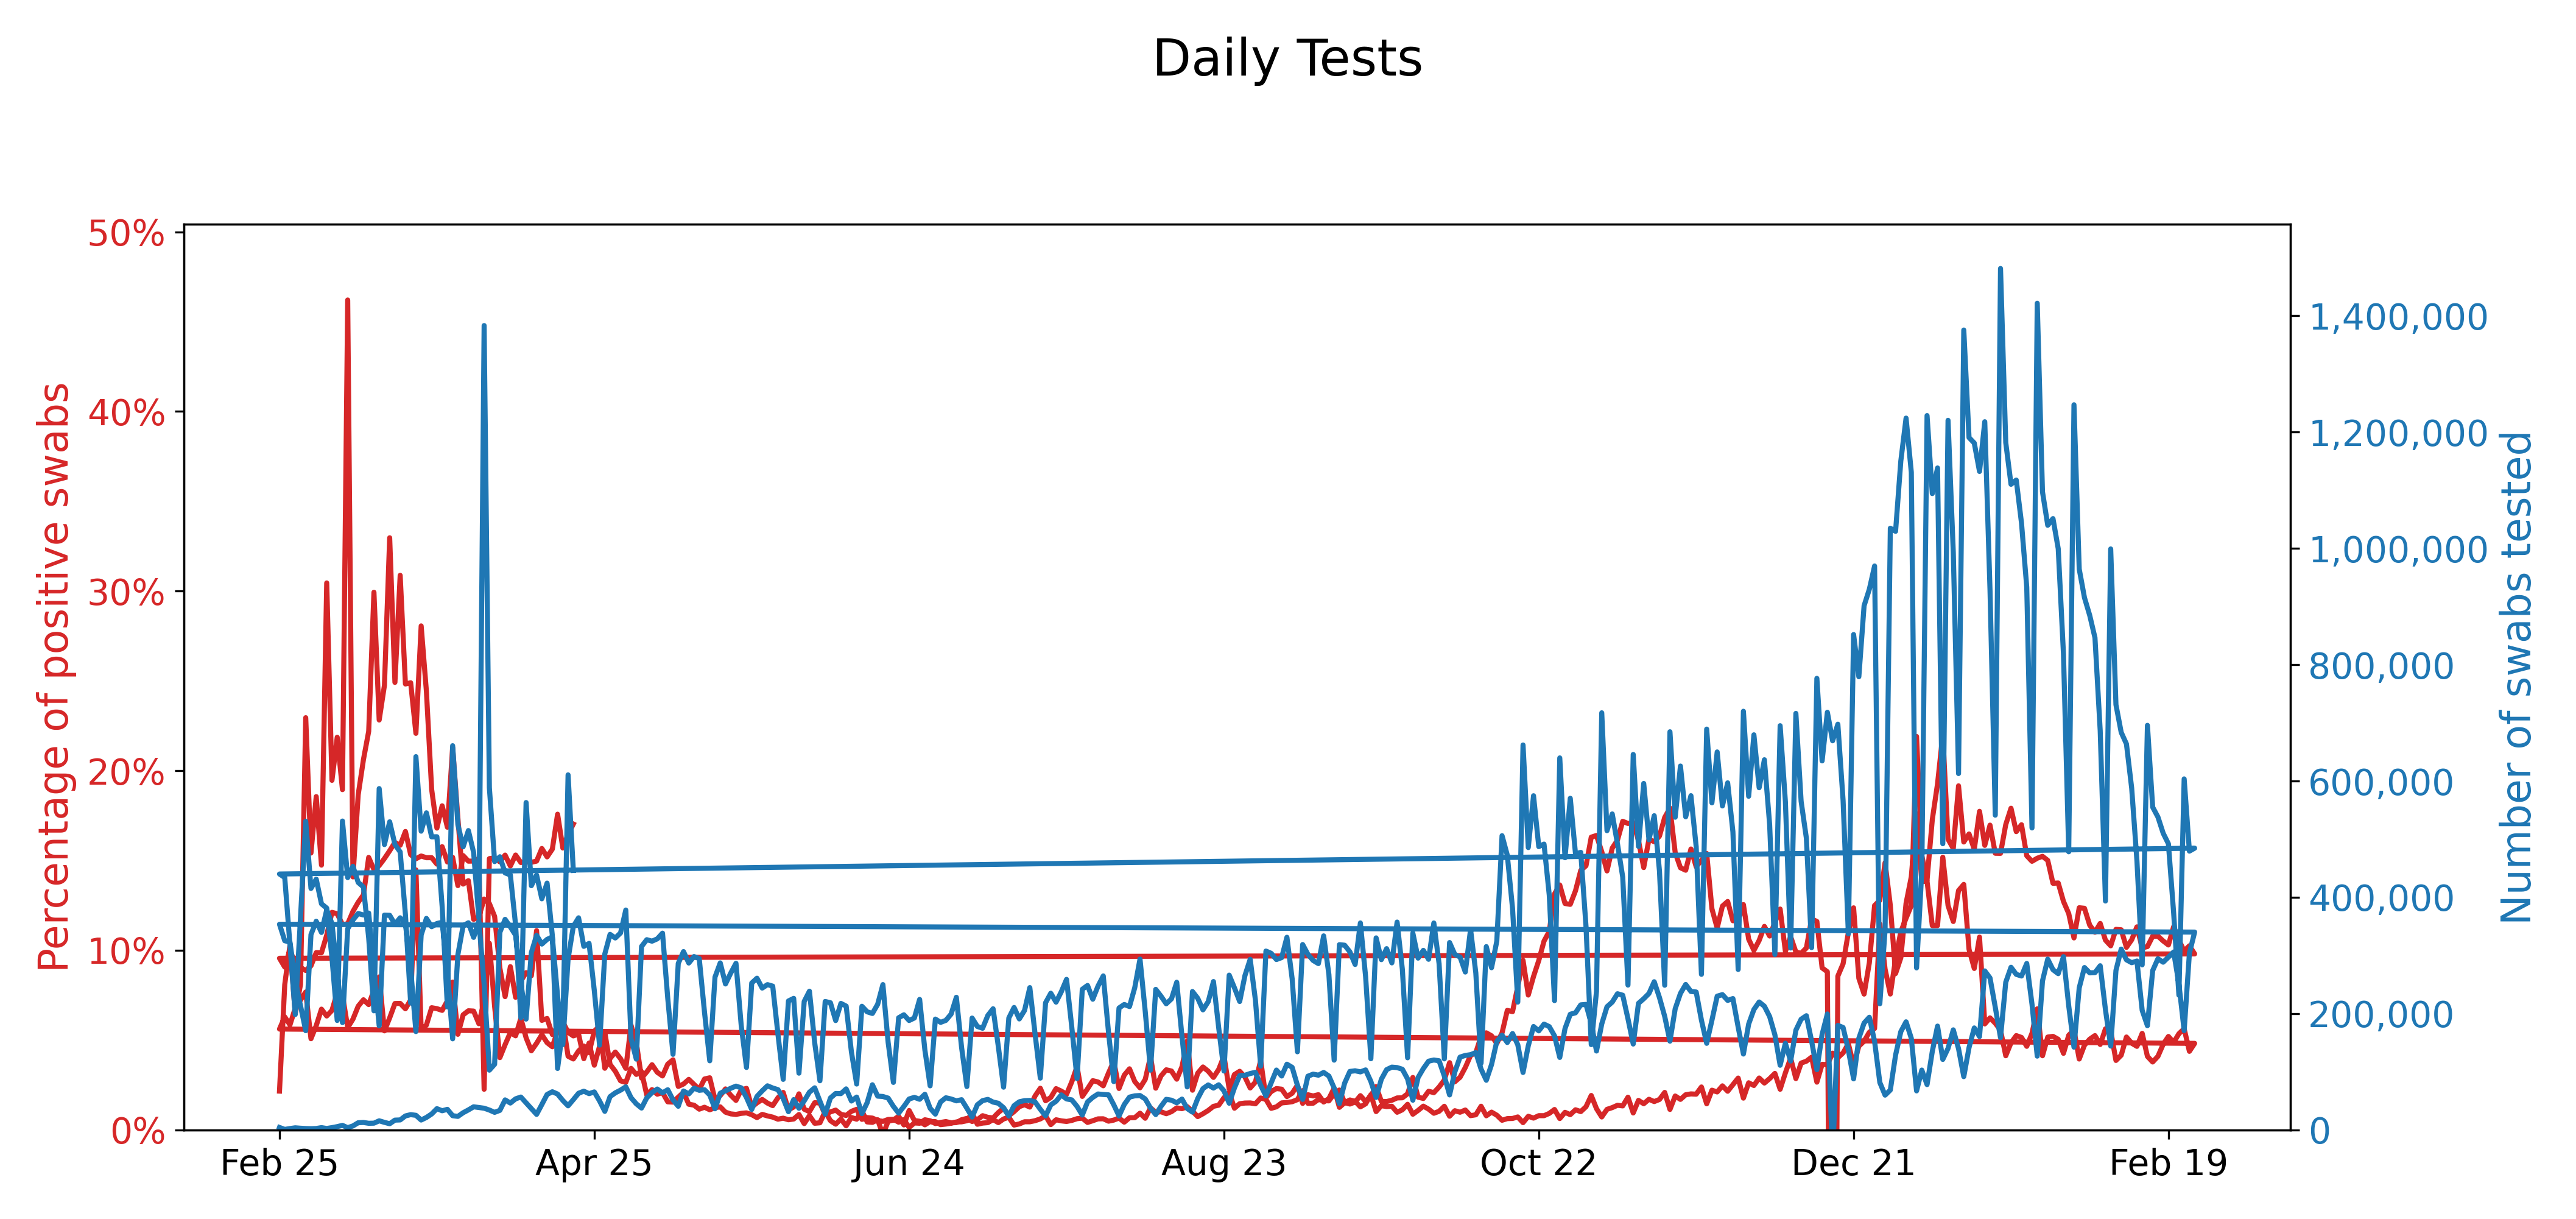 Daily Tests
Percentage of positive swabs
50%
40%
30%
20%
10%
0%
1,400,000
1,200,000
1,000,000
800,000
600,000
400,000
200,000
0
Number of swabs tested
Feb 25
Apr 25
Jun 24
Aug 23
Oct 22
Dec 21
Feb 19